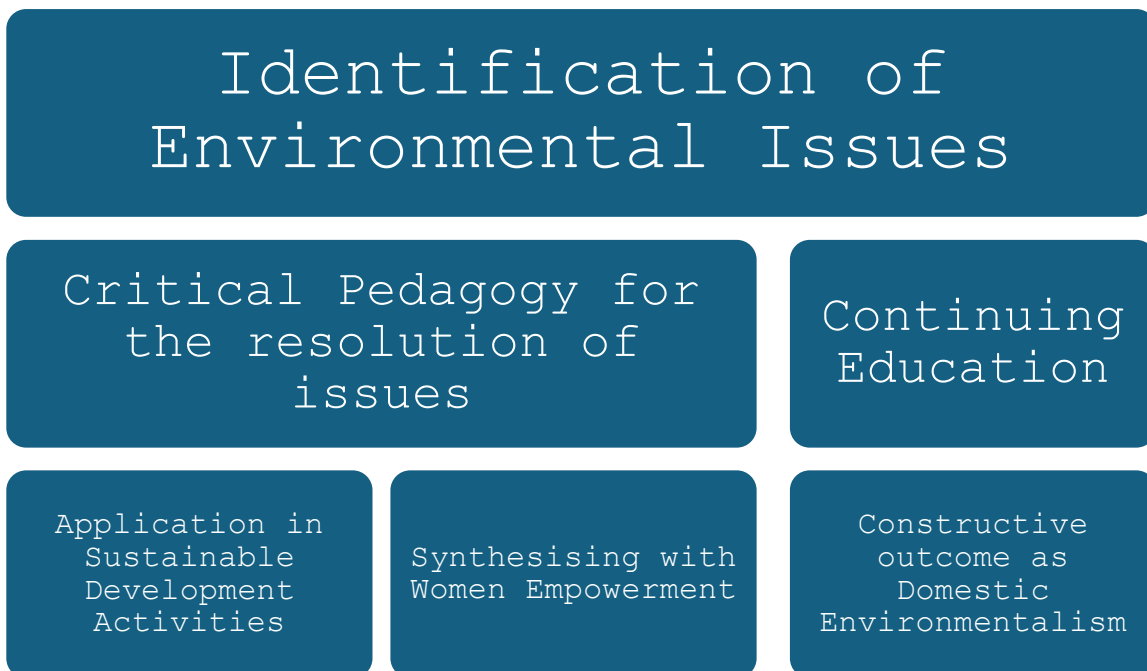 Identification of
Environmental Issues
Critical Pedagogy for
the resolution of
issues
Continuing
Education
Application in
Sustainable
Development
Activities
Synthesising with
Women Empowerment
Constructive
outcome as
Domestic
Environmentalism